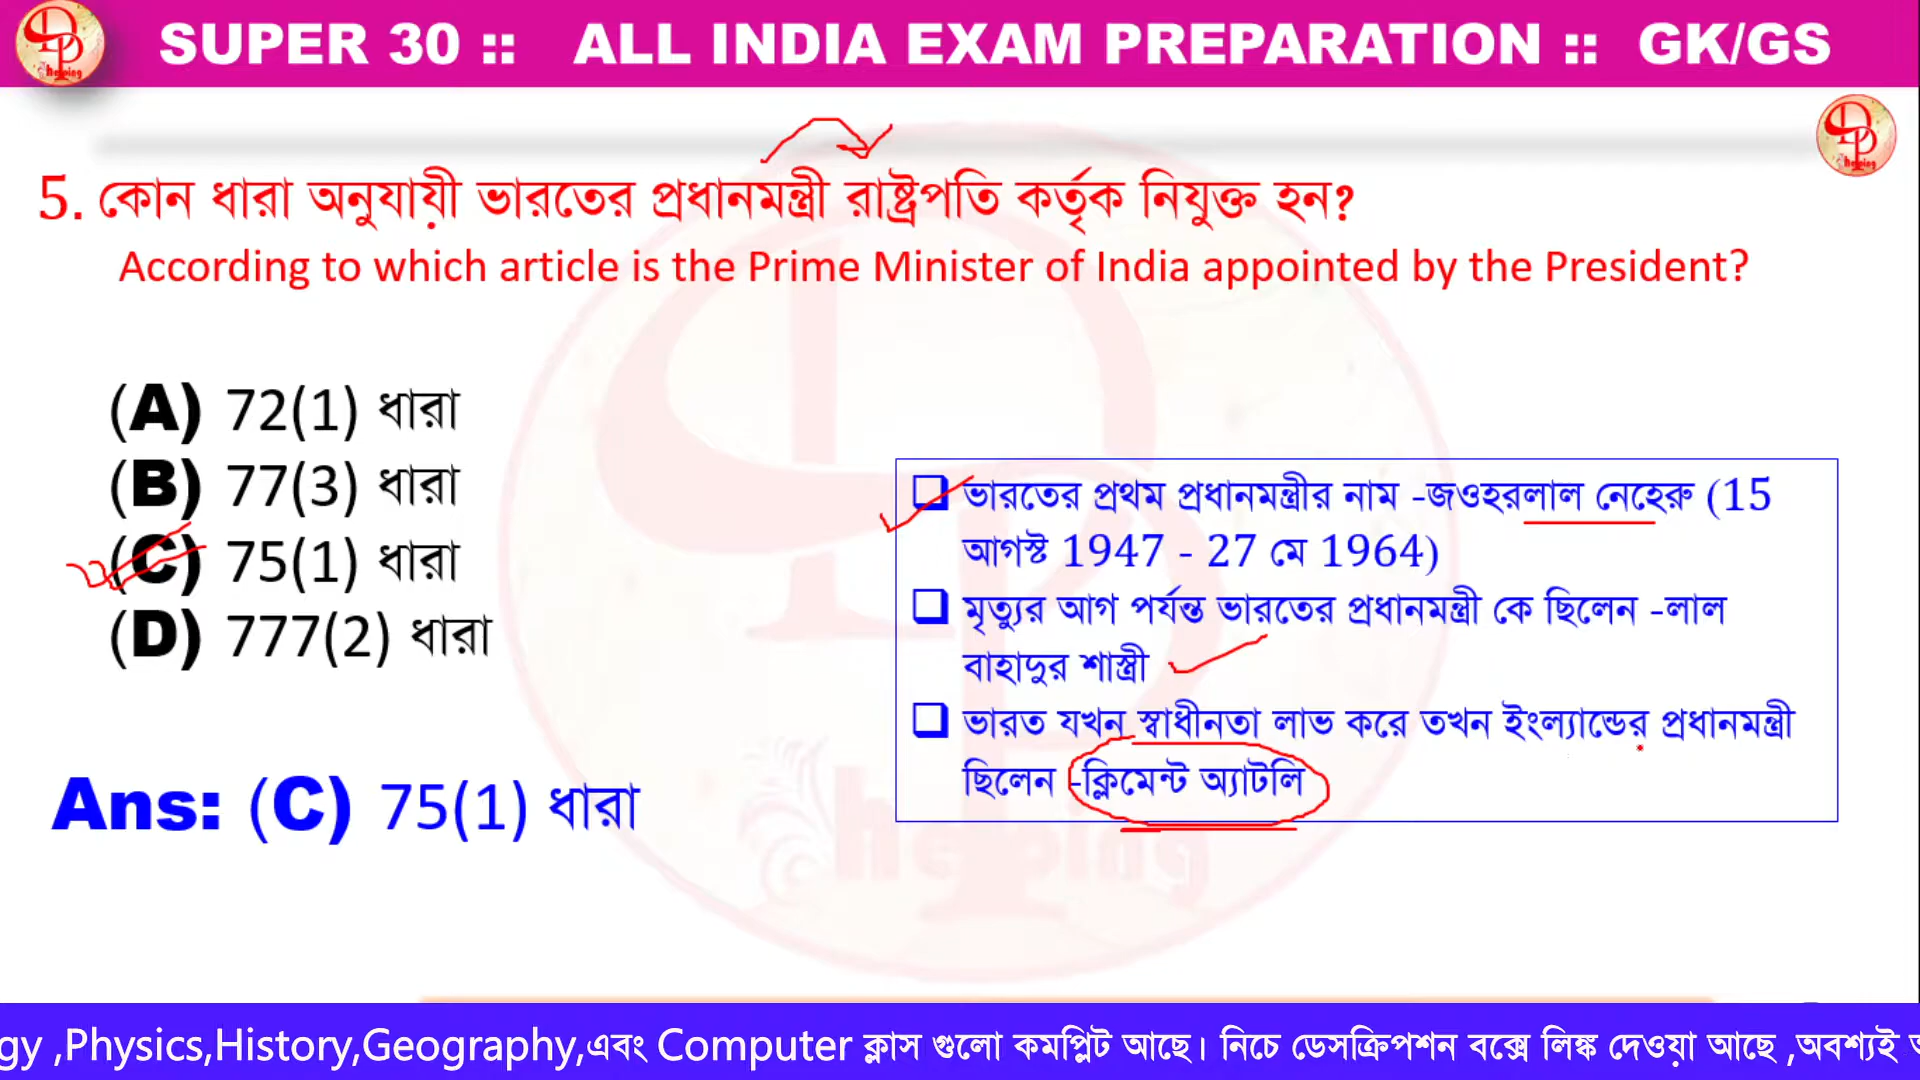 SUPER 30 :: ALL INDIA EXAM PREPARATION :: GK/GS
5. কোন ধারা অনুযায়ী ভারতের প্রধানমন্ত্রী রাষ্ট্রপতি কর্তৃক নিযুক্ত হন?
According to which article is the Prime Minister of India appointed by the President?
(A) 72(1) ধারা
(B) 77(3) ধারা
(C) 75(1) ধারা
(D) 777(2) ধারা
Ans: (C) 75(1) ধারা
ভারতের প্রথম প্রধানমন্ত্রীর নাম -জওহরলাল নেহেরু (15
আগস্ট 1947 - 27 মে 1964)
মৃত্যুর আগ পর্যন্ত ভারতের প্রধানমন্ত্রী কে ছিলেন -লাল
বাহাদুর শাস্ত্রী
ভারত যখন স্বাধীনতা লাভ করে তখন ইংল্যান্ডের প্রধানমন্ত্রী
ছিলেন -ক্লিমেন্ট অ্যাটলি
helping
gy ,Physics,History,Geography,এবং Computer ক্লাস গুলো কমপ্লিট আছে। নিচে ডেসক্রিপশন বক্সে লিঙ্ক দেওয়া আছে ,অবশ্যই